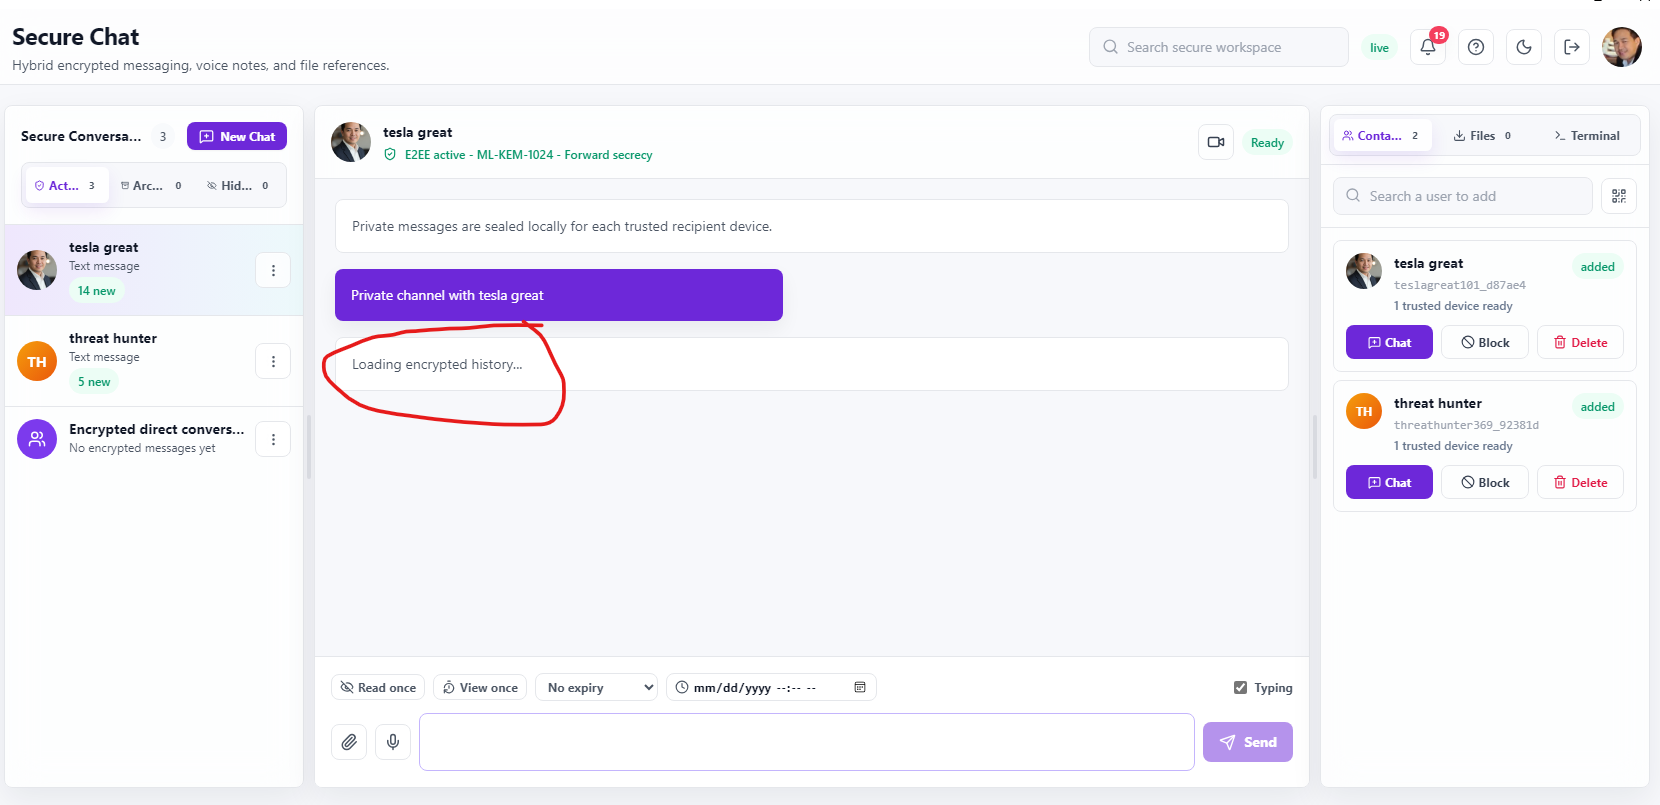 Secure Chat
Hybrid encrypted messaging, voice notes, and file references.
Search secure workspace
live
19
Secure Conversa...
3
New Chat
Act...
3
Arc...
0
Hid...
0
tesla great
Text message
14 new
TH
threat hunter
Text message
5 new
Encrypted direct convers...
No encrypted messages yet
tesla great
E2EE active - ML-KEM-1024 - Forward secrecy
Ready
Private messages are sealed locally for each trusted recipient device.
Private channel with tesla great
Loading encrypted history...
Read once
View once
No expiry
mm/dd/yyyy --:-- --
Typing
Send
Conta...
2
Files
0
Terminal
Search a user to add
tesla great
added
teslagreat101_d87ae4
1 trusted device ready
Chat
Block
Delete
TH
threat hunter
added
threathunter369_92381d
1 trusted device ready
Chat
Block
Delete